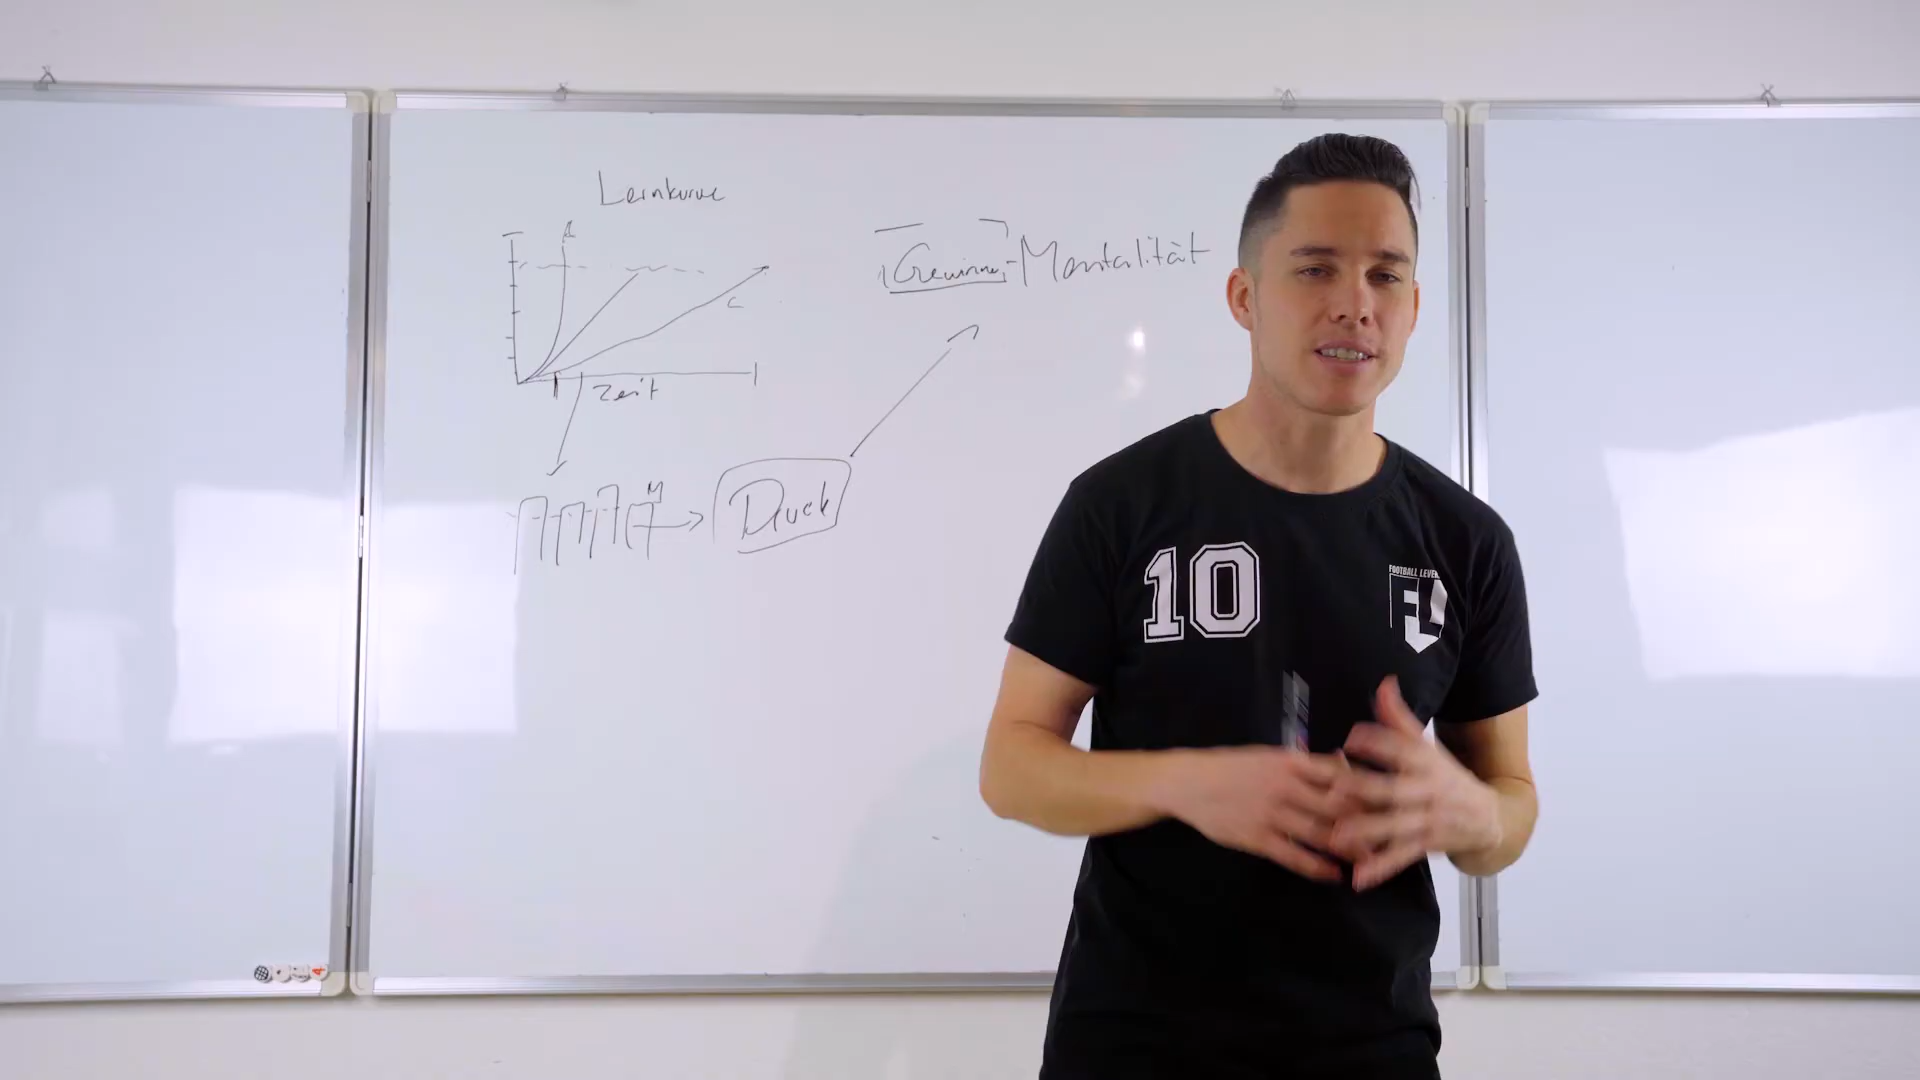 Lernkurve
A
C
Zeit
Gewinner-Mentalität
M
Druck
10
FOOTBALL LEVEL
FL